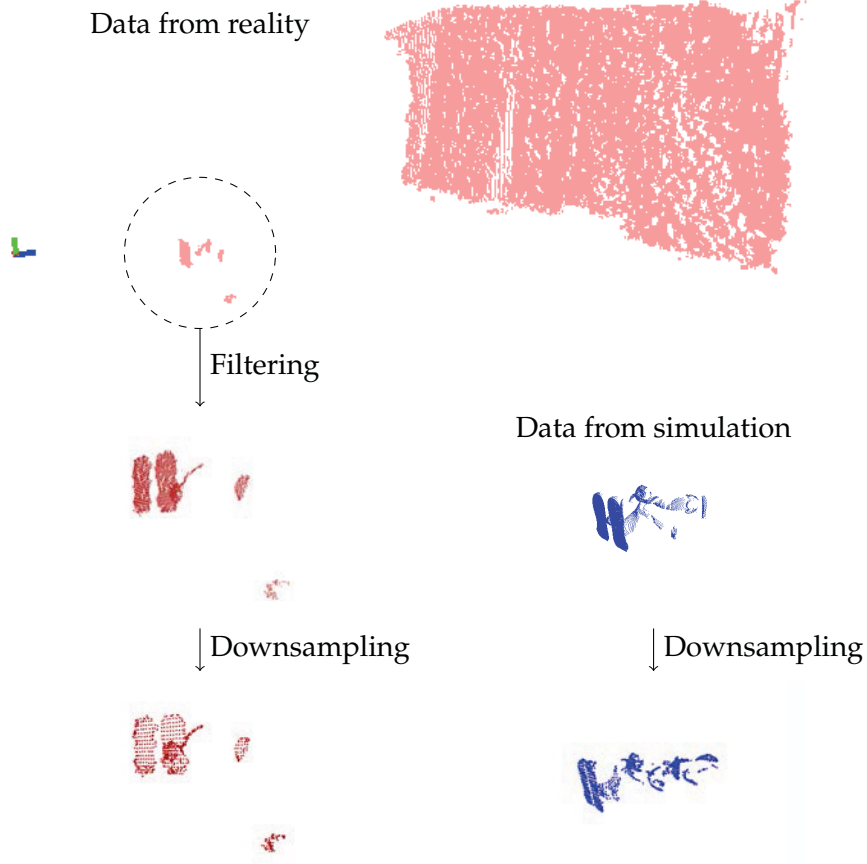 Data from reality
Filtering
Data from simulation
Downsampling
Downsampling